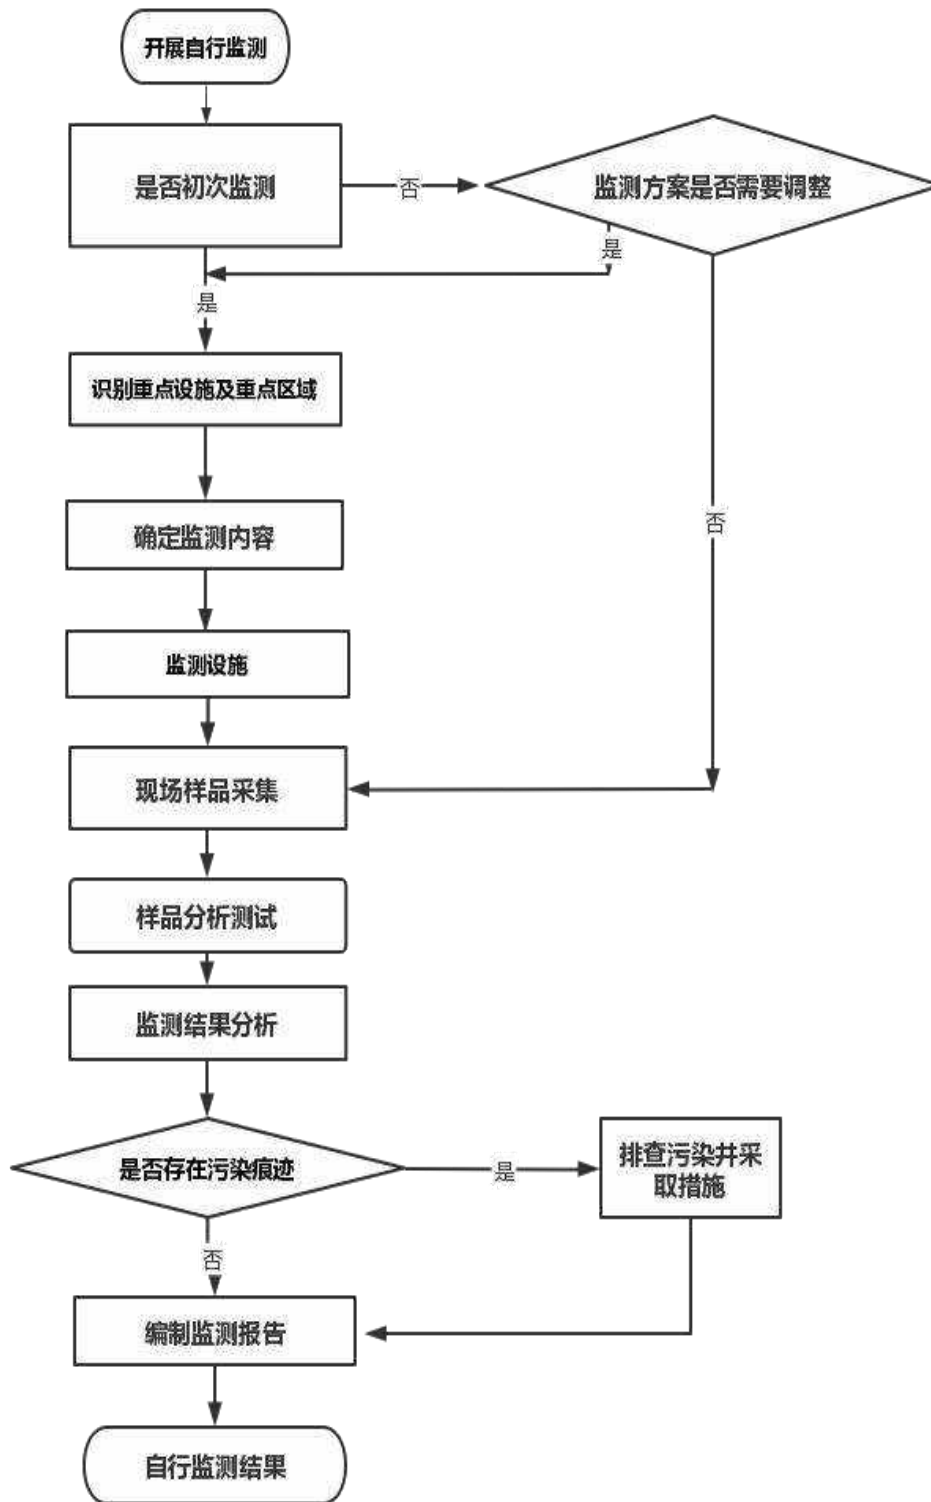 开展自行监测
是否初次监测
否
监测方案是否需要调整
是
是
识别重点设施及重点区域
确定监测内容
否
监测设施
现场样品采集
样品分析测试
监测结果分析
是否存在污染痕迹
是
排查污染并采
取措施
否
编制监测报告
自行监测结果